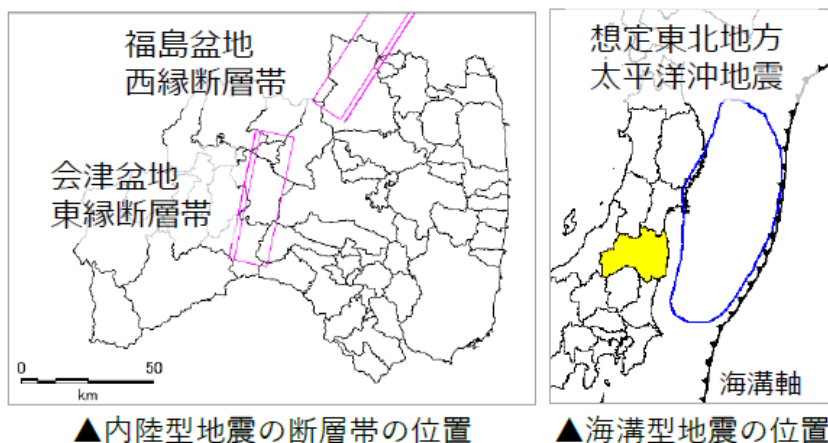 福島盆地
西縁断層帯
会津盆地
東縁断層帯
0 50
km
▲内陸型地震の断層帯の位置
想定東北地方
太平洋沖地震
海溝軸
▲海溝型地震の位置